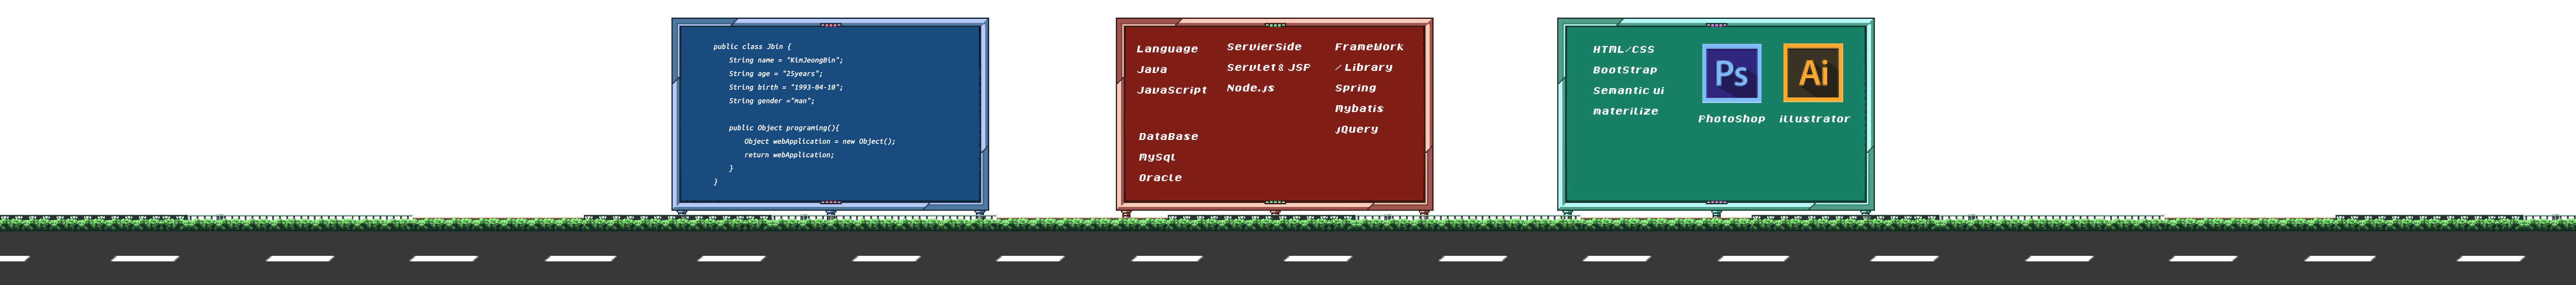 public class Jbin {
String name = "KimJeongBin";
String age = "25years";
String birth = "1993-04-10";
String gender ="man";
public Object programing(){
Object webApplication = new Object();
return webApplication;
}
}
Language
Java
JavaScript
DataBase
MySql
Oracle
ServierSide
Servlet & JSP
Node.js
FrameWork
/ Library
Spring
Mybatis
jQuery
HTML/CSS
BootStrap
Semantic ui
materilize
Ps
PhotoShop
Ai
illustrator